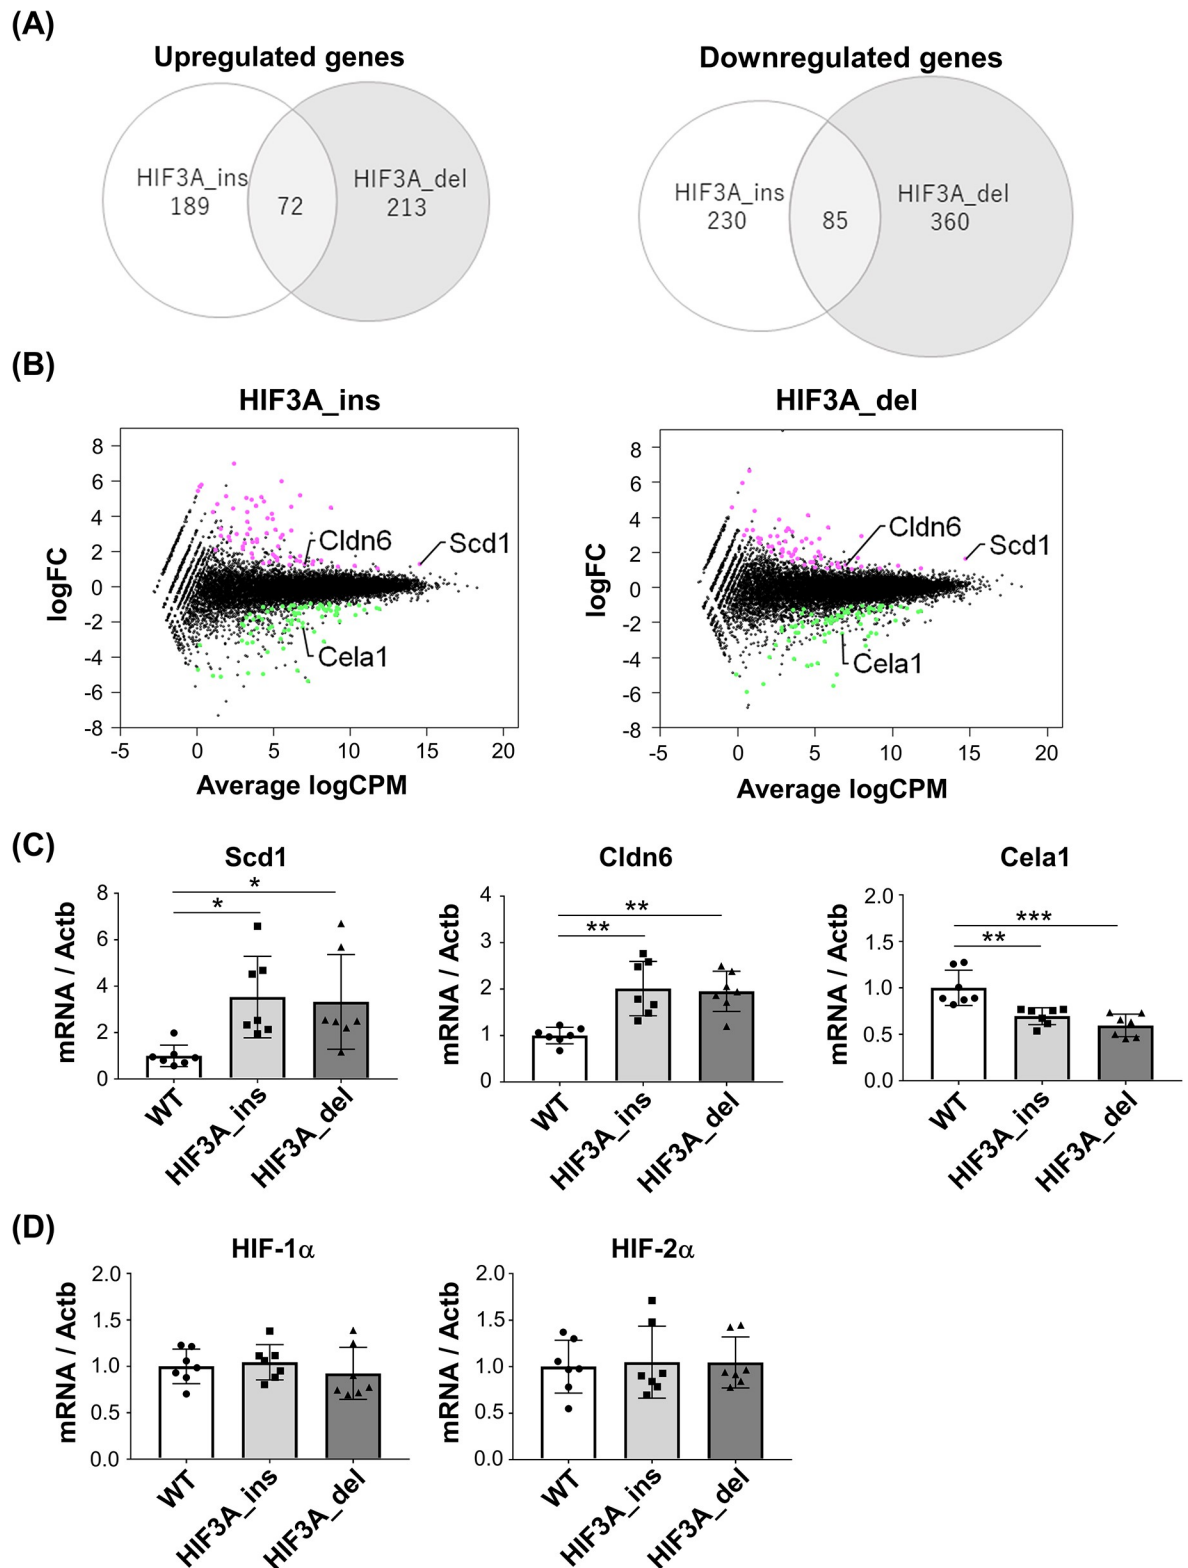 (A)
Upregulated genes
Downregulated genes
HIF3A_ins
189
72
HIF3A_del
213
HIF3A_ins
230
85
HIF3A_del
360
(B)
HIF3A_ins
HIF3A_del
logFC
8
6
4
2
0
-2
-4
-6
-8
Cldn6
Scd1
Cela1
-5
0
5
10
15
20
Average logCPM
logFC
8
6
4
2
0
-2
-4
-6
-8
Cldn6
Scd1
Cela1
-5
0
5
10
15
20
Average logCPM
(C)
Scd1
mRNA / Actb
8
6
4
2
0
*
*
WT
HIF3A_ins
HIF3A_del
Cldn6
mRNA / Actb
4
3
2
1
0
**
**
WT
HIF3A_ins
HIF3A_del
Cela1
mRNA / Actb
2.0
1.5
1.0
0.5
0.0
***
**
WT
HIF3A_ins
HIF3A_del
(D)
HIF-1α
mRNA / Actb
2.0
1.5
1.0
0.5
0.0
WT
HIF3A_ins
HIF3A_del
HIF-2α
mRNA / Actb
2.0
1.5
1.0
0.5
0.0
WT
HIF3A_ins
HIF3A_del